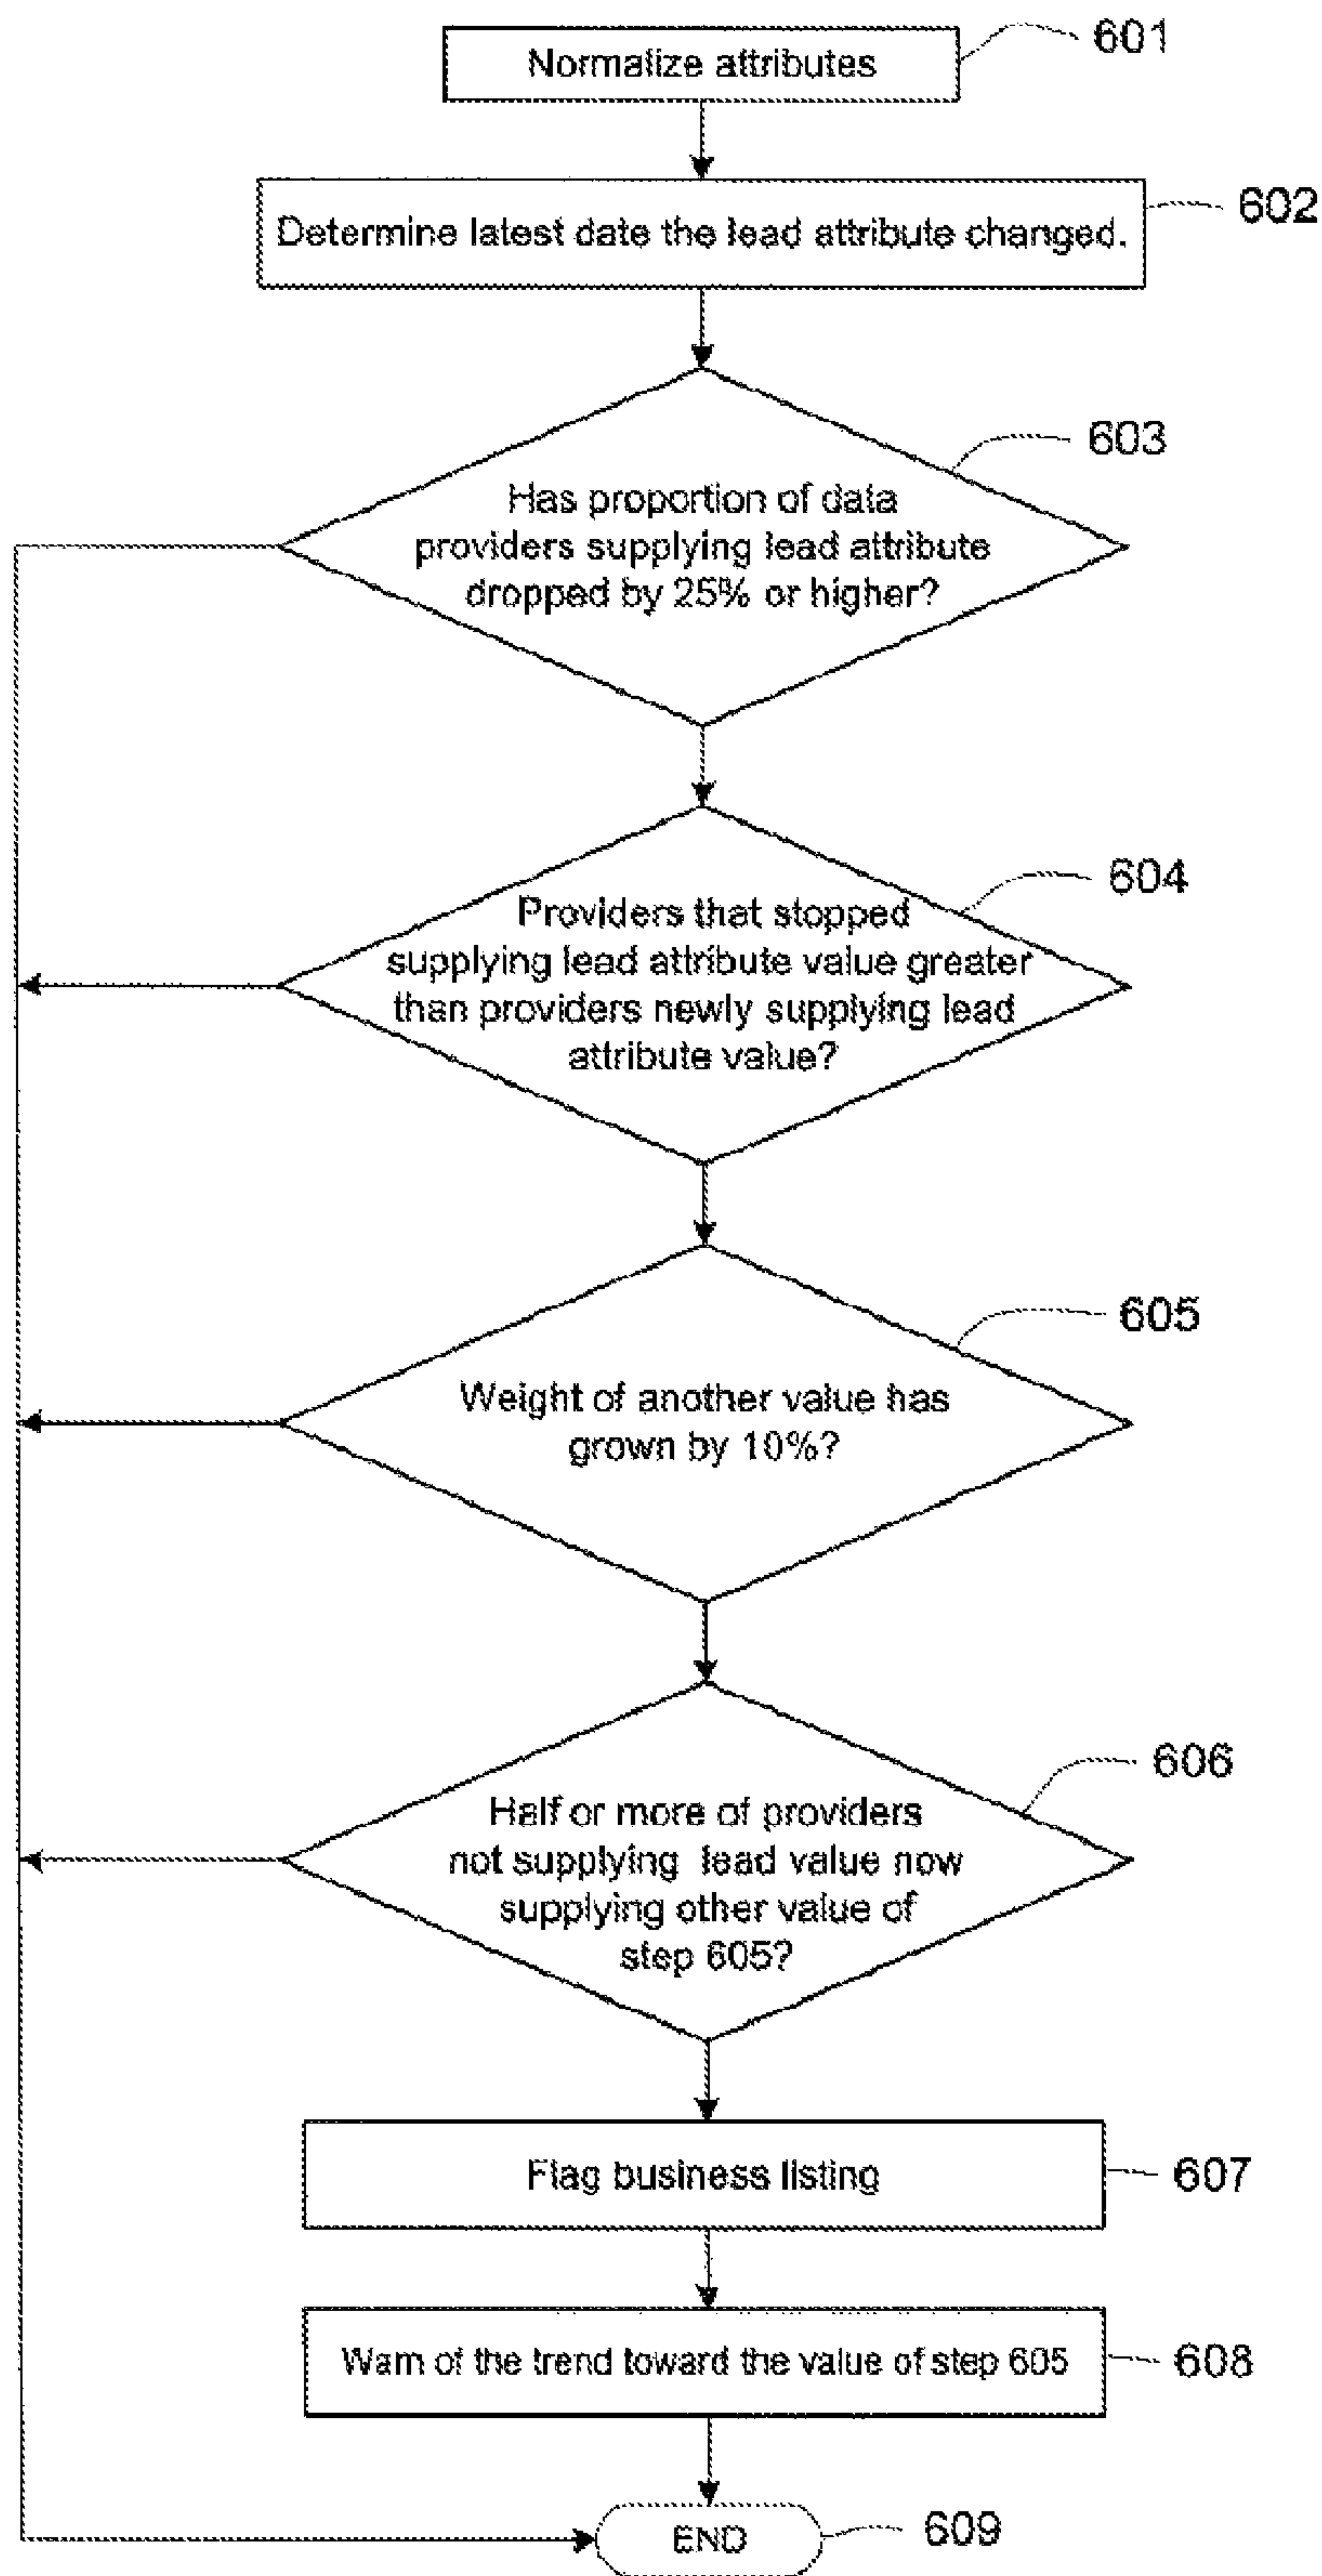 Normalize attributes
601
Determine latest date the lead attribute changed.
602
603
Has proportion of data
providers supplying lead attribute
dropped by 25% or higher?
604
Providers that stopped
supplying lead attribute value greater
than providers newly supplying lead
attribute value?
605
Weight of another value has
grown by 10%?
606
Half or more of providers
not supplying lead value now
supplying other value of
step 605?
Flag business listing
607
Warn of the trend toward the value of step 605
608
END
609